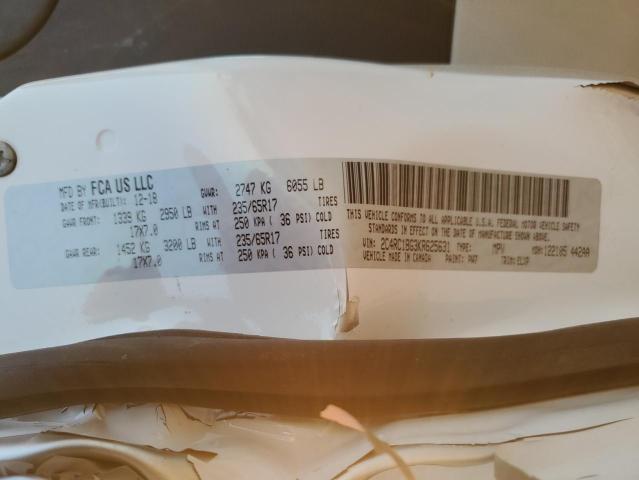 MFD BY FCA US LLC
DATE OF MFR(BUILT): 12-18 GVWR: 2747 KG 6055 LB
GAWR FRONT: 1339 KG 2950 LB WITH 235/65R17 TIRES
17X7.0 RIMS AT 250 KPA ( 36 PSI) COLD
GAWR REAR: 1452 KG 3200 LB WITH 235/65R17 TIRES
17X7.0 RIMS AT 250 KPA ( 36 PSI) COLD
THIS VEHICLE CONFORMS TO ALL APPLICABLE U.S.A. FEDERAL MOTOR VEHICLE SAFETY
STANDARDS IN EFFECT ON THE DATE OF MANUFACTURE SHOWN ABOVE.
VIN: 2C4RC1BG3KR625631 TYPE: MPV MDH:122105 442AA
VEHICLE MADE IN CANADA PAINT: PW7 TRIM: